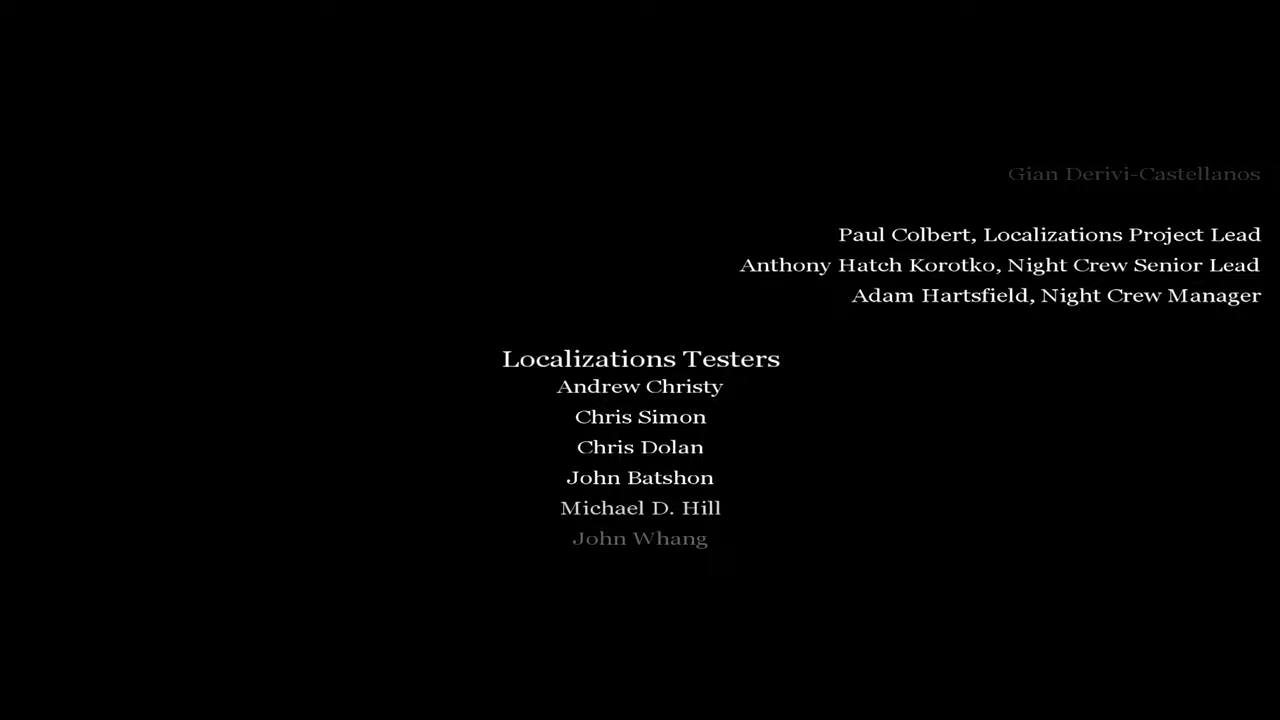 Gian Derivi-Castellanos
Paul Colbert, Localizations Project Lead
Anthony Hatch Korotko, Night Crew Senior Lead
Adam Hartsfield, Night Crew Manager
Localizations Testers
Andrew Christy
Chris Simon
Chris Dolan
John Batshon
Michael D. Hill
John Whang